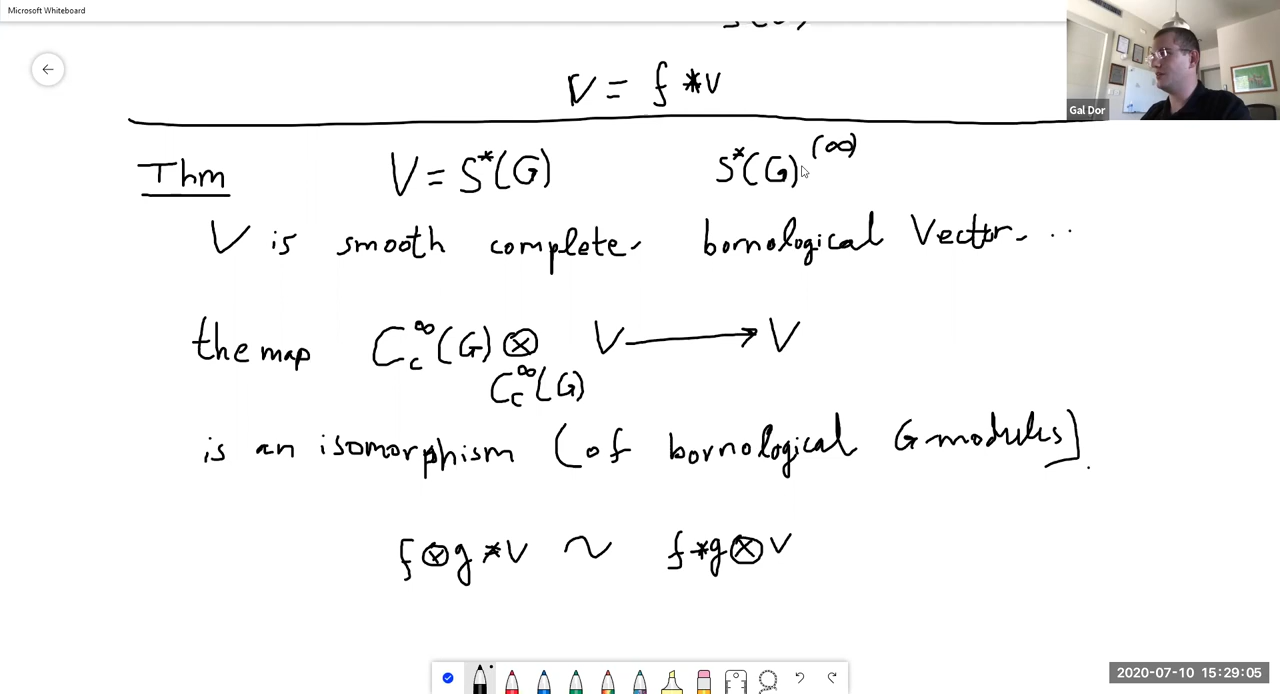 Microsoft Whiteboard
V = f * v
Gal Dor
Thm V = S*(G) S*(G)^(∞)
V is smooth complete bornological Vector - ..
the map C_c^∞(G) ⊗_{C_c^∞(G)} V ⟶ V
is an isomorphism (of bornological G modules).
f ⊗ g * v ~ f * g ⊗ v
2020-07-10 15:29:05